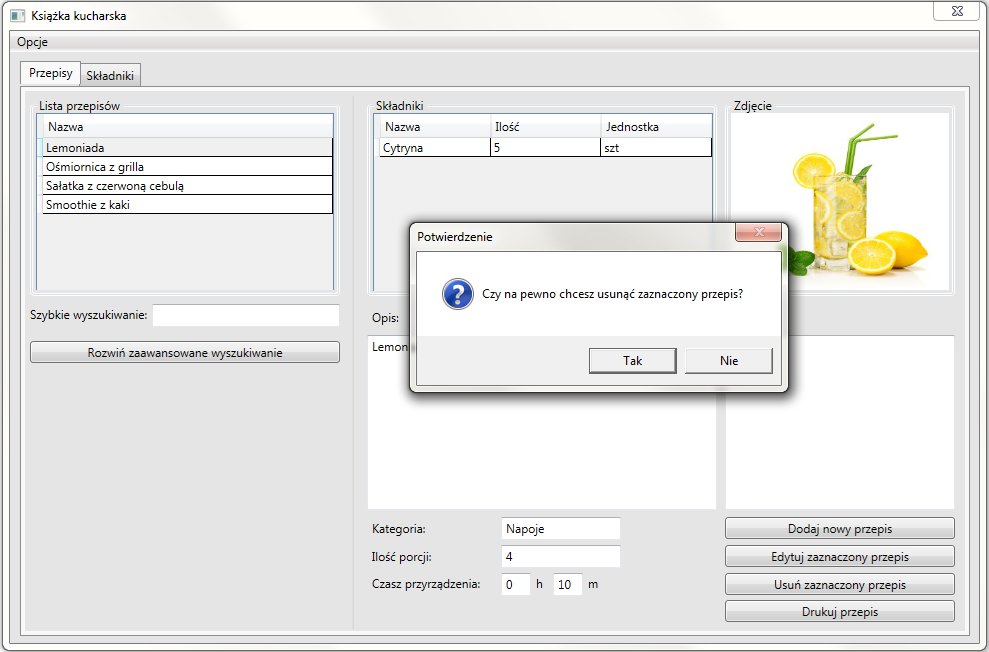 Książka kucharska
Opcje
Przepisy
Składniki
Lista przepisów
Nazwa
Lemoniada
Ośmiornica z grilla
Sałatka z czerwoną cebulą
Smoothie z kaki
Szybkie wyszukiwanie:
Rozwiń zaawansowane wyszukiwanie
Składniki
Nazwa Ilość Jednostka
Cytryna 5 szt
Zdjęcie
Potwierdzenie
Czy na pewno chcesz usunąć zaznaczony przepis?
Tak Nie
Opis:
Kategoria: Napoje
Ilość porcji: 4
Czasz przyrządzenia: 0 h 10 m
Dodaj nowy przepis
Edytuj zaznaczony przepis
Usuń zaznaczony przepis
Drukuj przepis